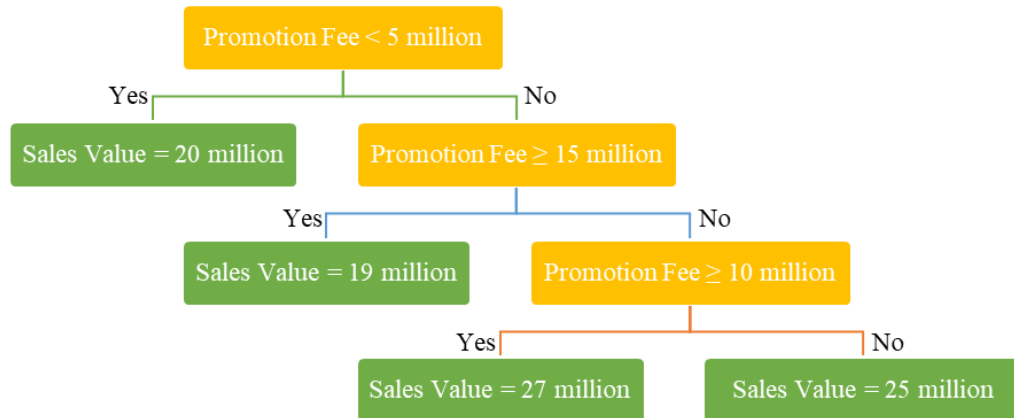 Promotion Fee < 5 million
Yes
No
Sales Value = 20 million
Promotion Fee ≥ 15 million
Yes
No
Sales Value = 19 million
Promotion Fee ≥ 10 million
Yes
No
Sales Value = 27 million
Sales Value = 25 million